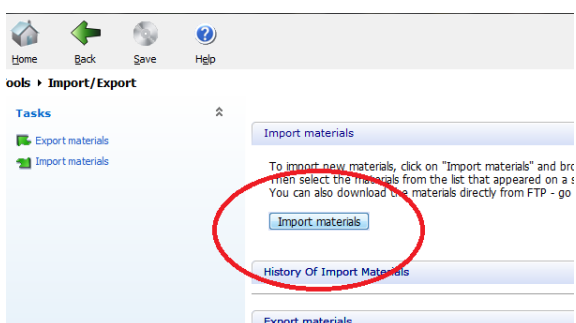 Home Back Save Help
ools ▸ Import/Export
Tasks
Export materials
Import materials
Import materials
To import new materials, click on "Import materials" and bro
Then select the materials from the list that appeared on a s
You can also download the materials directly from FTP - go
Import materials
History Of Import Materials
Export materials